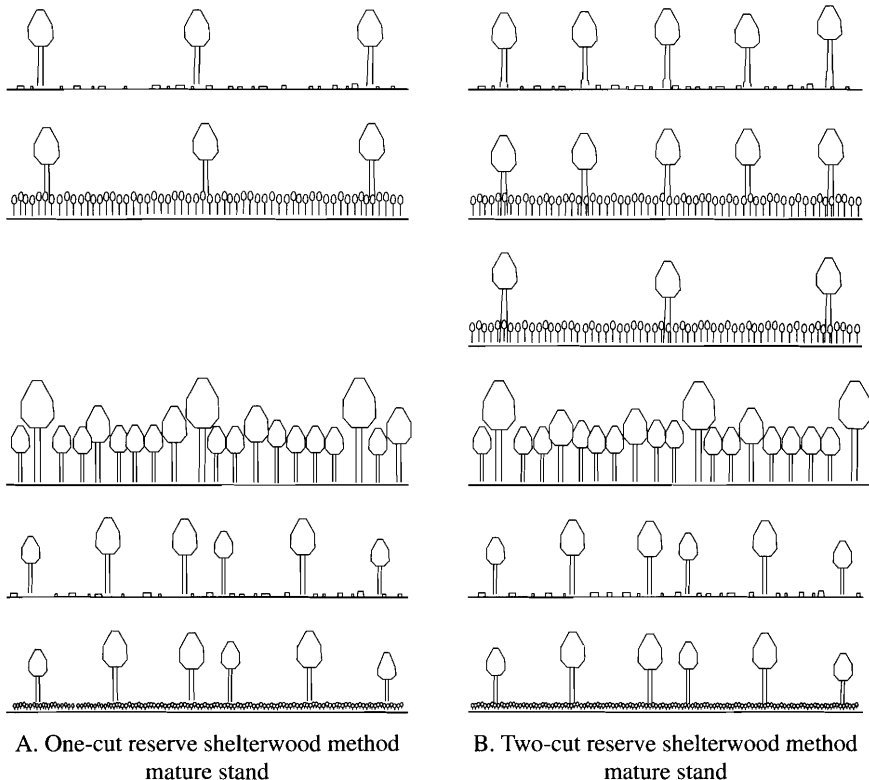 A. One-cut reserve shelterwood method
mature stand
B. Two-cut reserve shelterwood method
mature stand